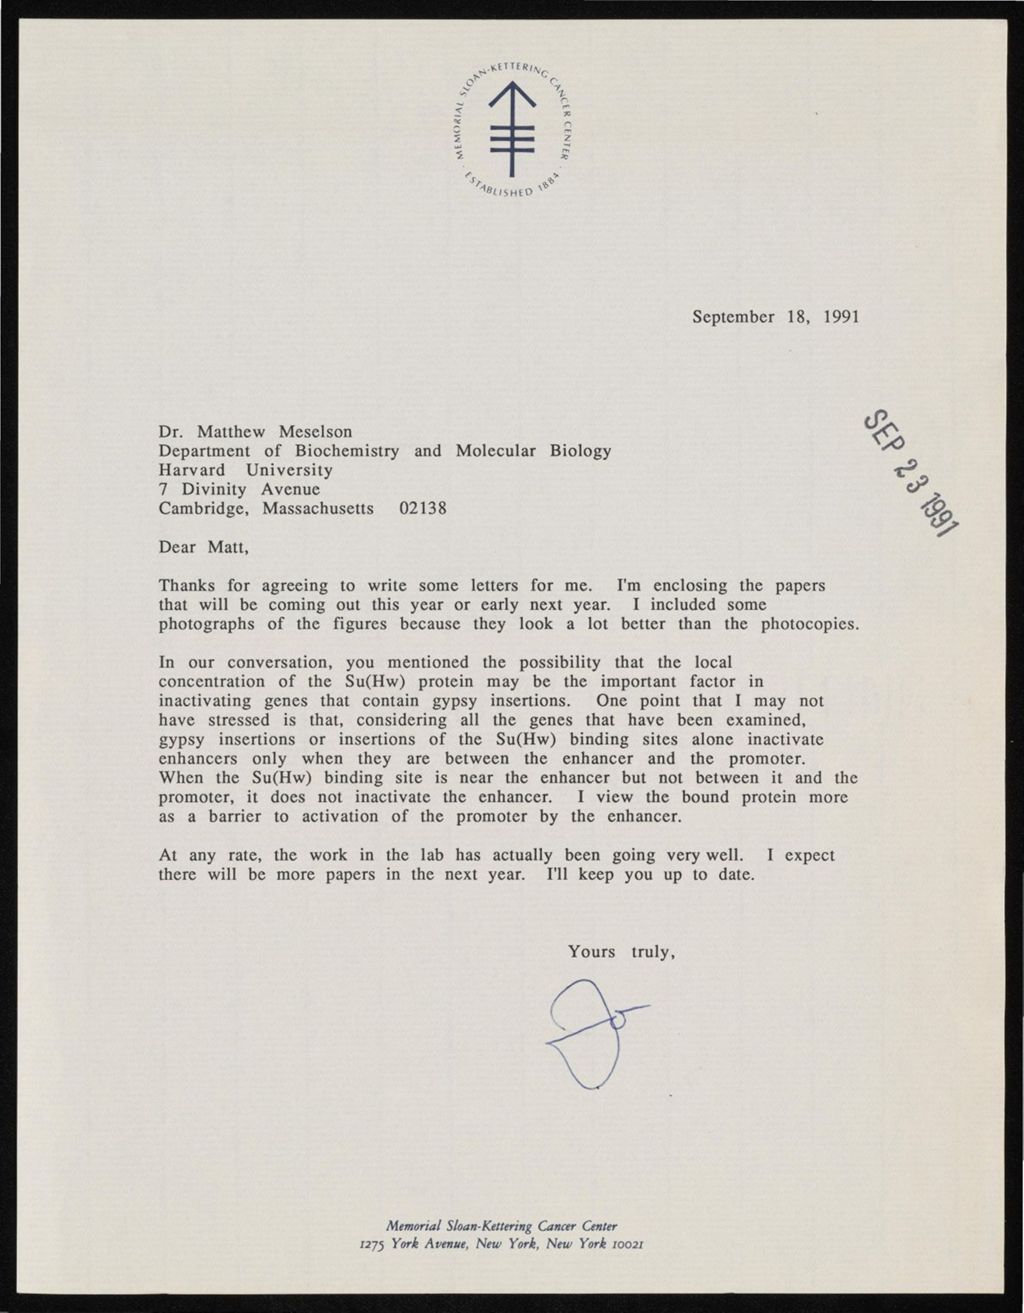 MEMORIAL SLOAN-KETTERING CANCER CENTER
· ESTABLISHED 1884 ·
September 18, 1991
SEP 23 1991
Dr. Matthew Meselson
Department of Biochemistry and Molecular Biology
Harvard University
7 Divinity Avenue
Cambridge, Massachusetts 02138
Dear Matt,
Thanks for agreeing to write some letters for me. I'm enclosing the papers
that will be coming out this year or early next year. I included some
photographs of the figures because they look a lot better than the photocopies.
In our conversation, you mentioned the possibility that the local
concentration of the Su(Hw) protein may be the important factor in
inactivating genes that contain gypsy insertions. One point that I may not
have stressed is that, considering all the genes that have been examined,
gypsy insertions or insertions of the Su(Hw) binding sites alone inactivate
enhancers only when they are between the enhancer and the promoter.
When the Su(Hw) binding site is near the enhancer but not between it and the
promoter, it does not inactivate the enhancer. I view the bound protein more
as a barrier to activation of the promoter by the enhancer.
At any rate, the work in the lab has actually been going very well. I expect
there will be more papers in the next year. I'll keep you up to date.
Yours truly,
Memorial Sloan-Kettering Cancer Center
1275 York Avenue, New York, New York 10021